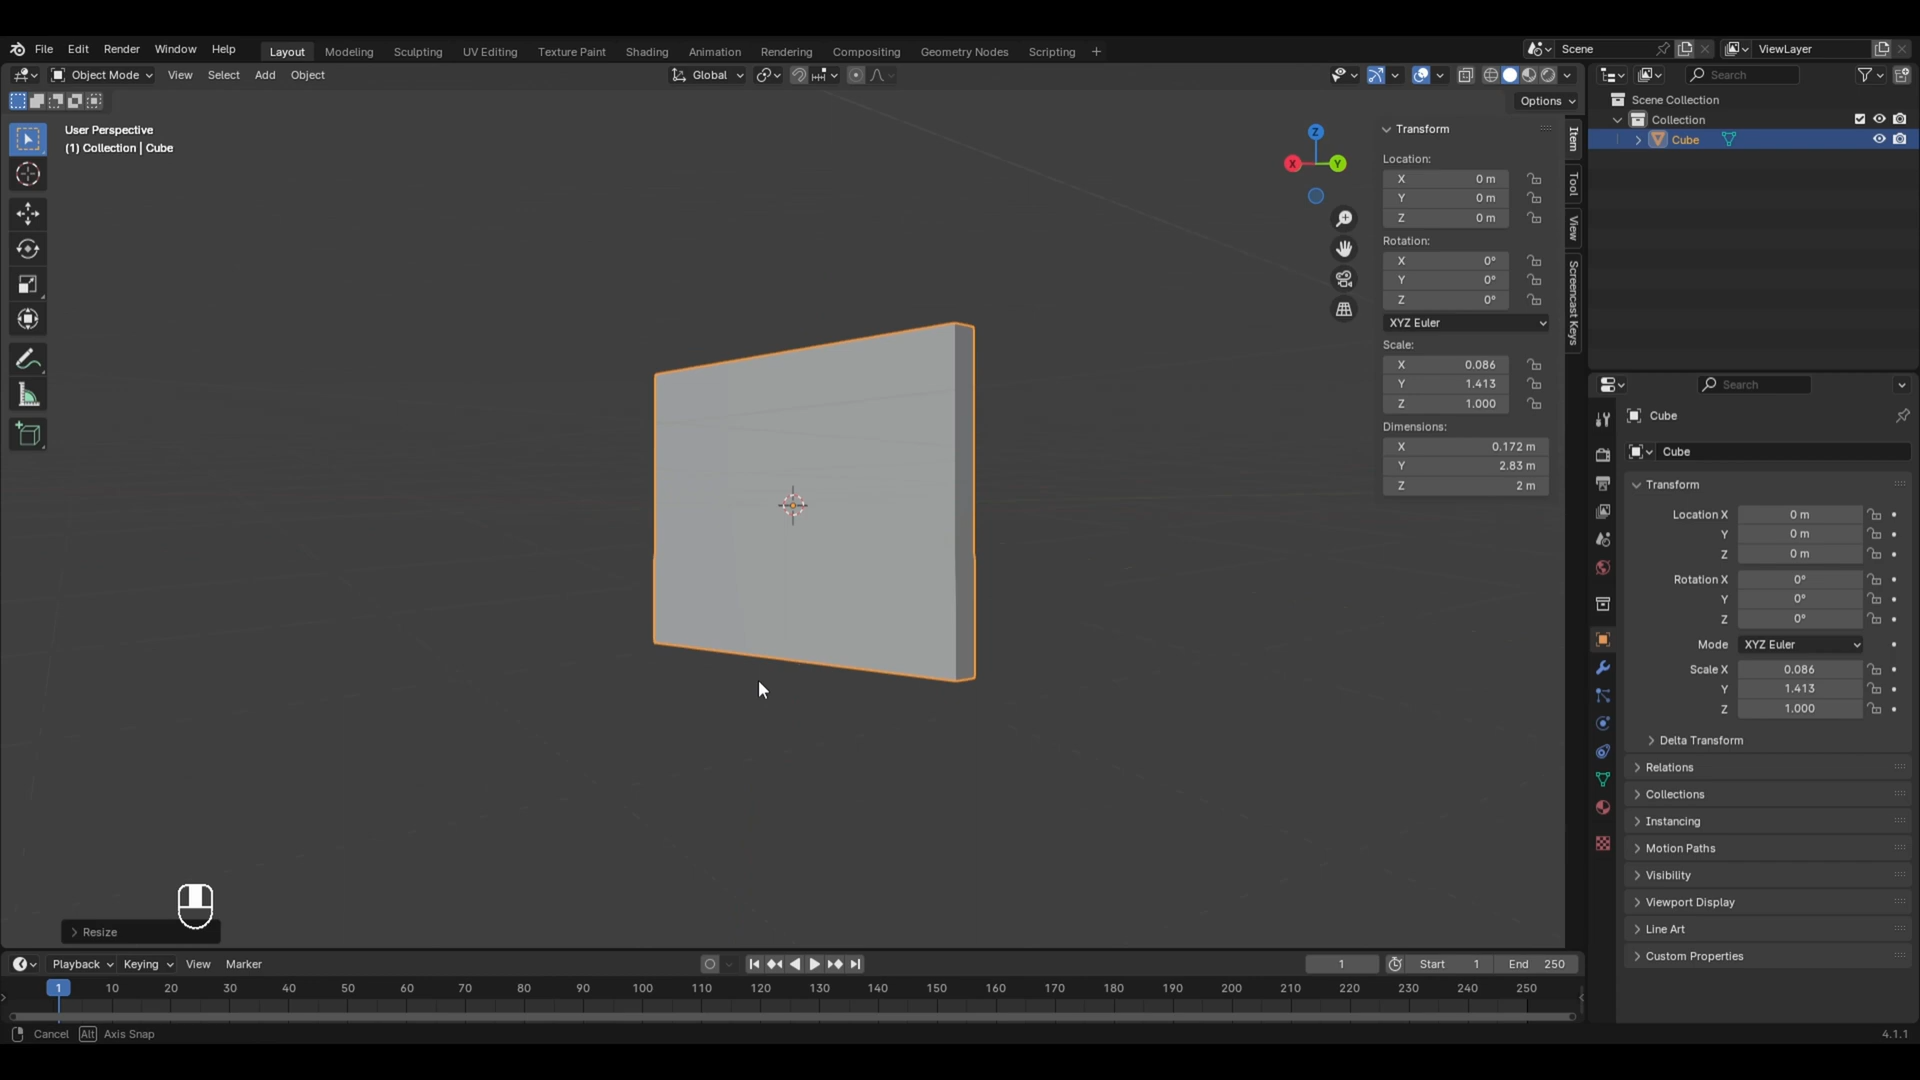 File Edit Render Window Help Layout Modeling Sculpting UV Editing Texture Paint Shading Animation Rendering Compositing Geometry Nodes Scripting + Scene ViewLayer
Object Mode View Select Add Object Global Search
Options
User Perspective
(1) Collection | Cube
Z
X
Y
Transform
Location:
X 0 m
Y 0 m
Z 0 m
Rotation:
X 0°
Y 0°
Z 0°
XYZ Euler
Scale:
X 0.086
Y 1.413
Z 1.000
Dimensions:
X 0.172 m
Y 2.83 m
Z 2 m
Item
Tool
View
Screencast Keys
Scene Collection
Collection
Cube
Search
Cube
Cube
Transform
Location X 0 m
Y 0 m
Z 0 m
Rotation X 0°
Y 0°
Z 0°
Mode XYZ Euler
Scale X 0.086
Y 1.413
Z 1.000
Delta Transform
Relations
Collections
Instancing
Motion Paths
Visibility
Viewport Display
Line Art
Custom Properties
Resize
Playback Keying View Marker 1 Start 1 End 250
1 10 20 30 40 50 60 70 80 90 100 110 120 130 140 150 160 170 180 190 200 210 220 230 240 250
Cancel Alt Axis Snap 4.1.1